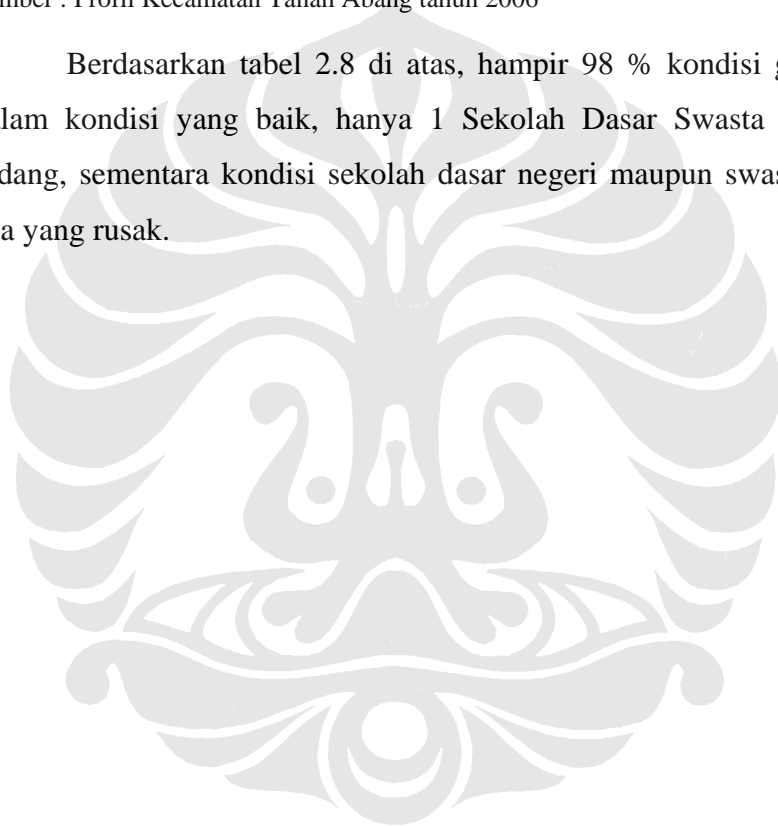 mber : Profil Kecamatan Tanah Abang tahun 2006
Berdasarkan tabel 2.8 di atas, hampir 98 % kondisi g
alam kondisi yang baik, hanya 1 Sekolah Dasar Swasta
dang, sementara kondisi sekolah dasar negeri maupun swas
a yang rusak.